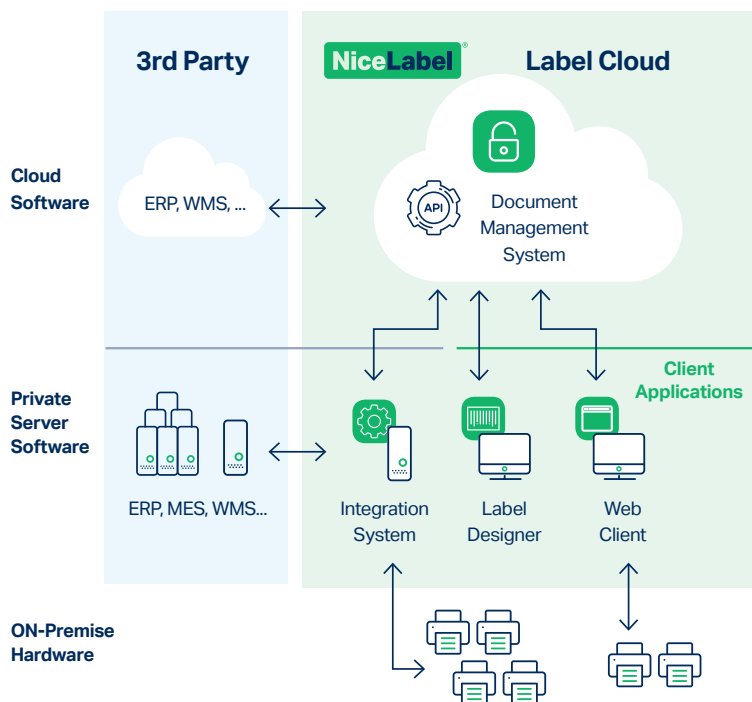 3rd Party
NiceLabel®
Label Cloud
Cloud
Software
ERP, WMS, ...
API
Document
Management
System
Client
Applications
Private
Server
Software
ERP, MES, WMS...
Integration
System
Label
Designer
Web
Client
ON-Premise
Hardware